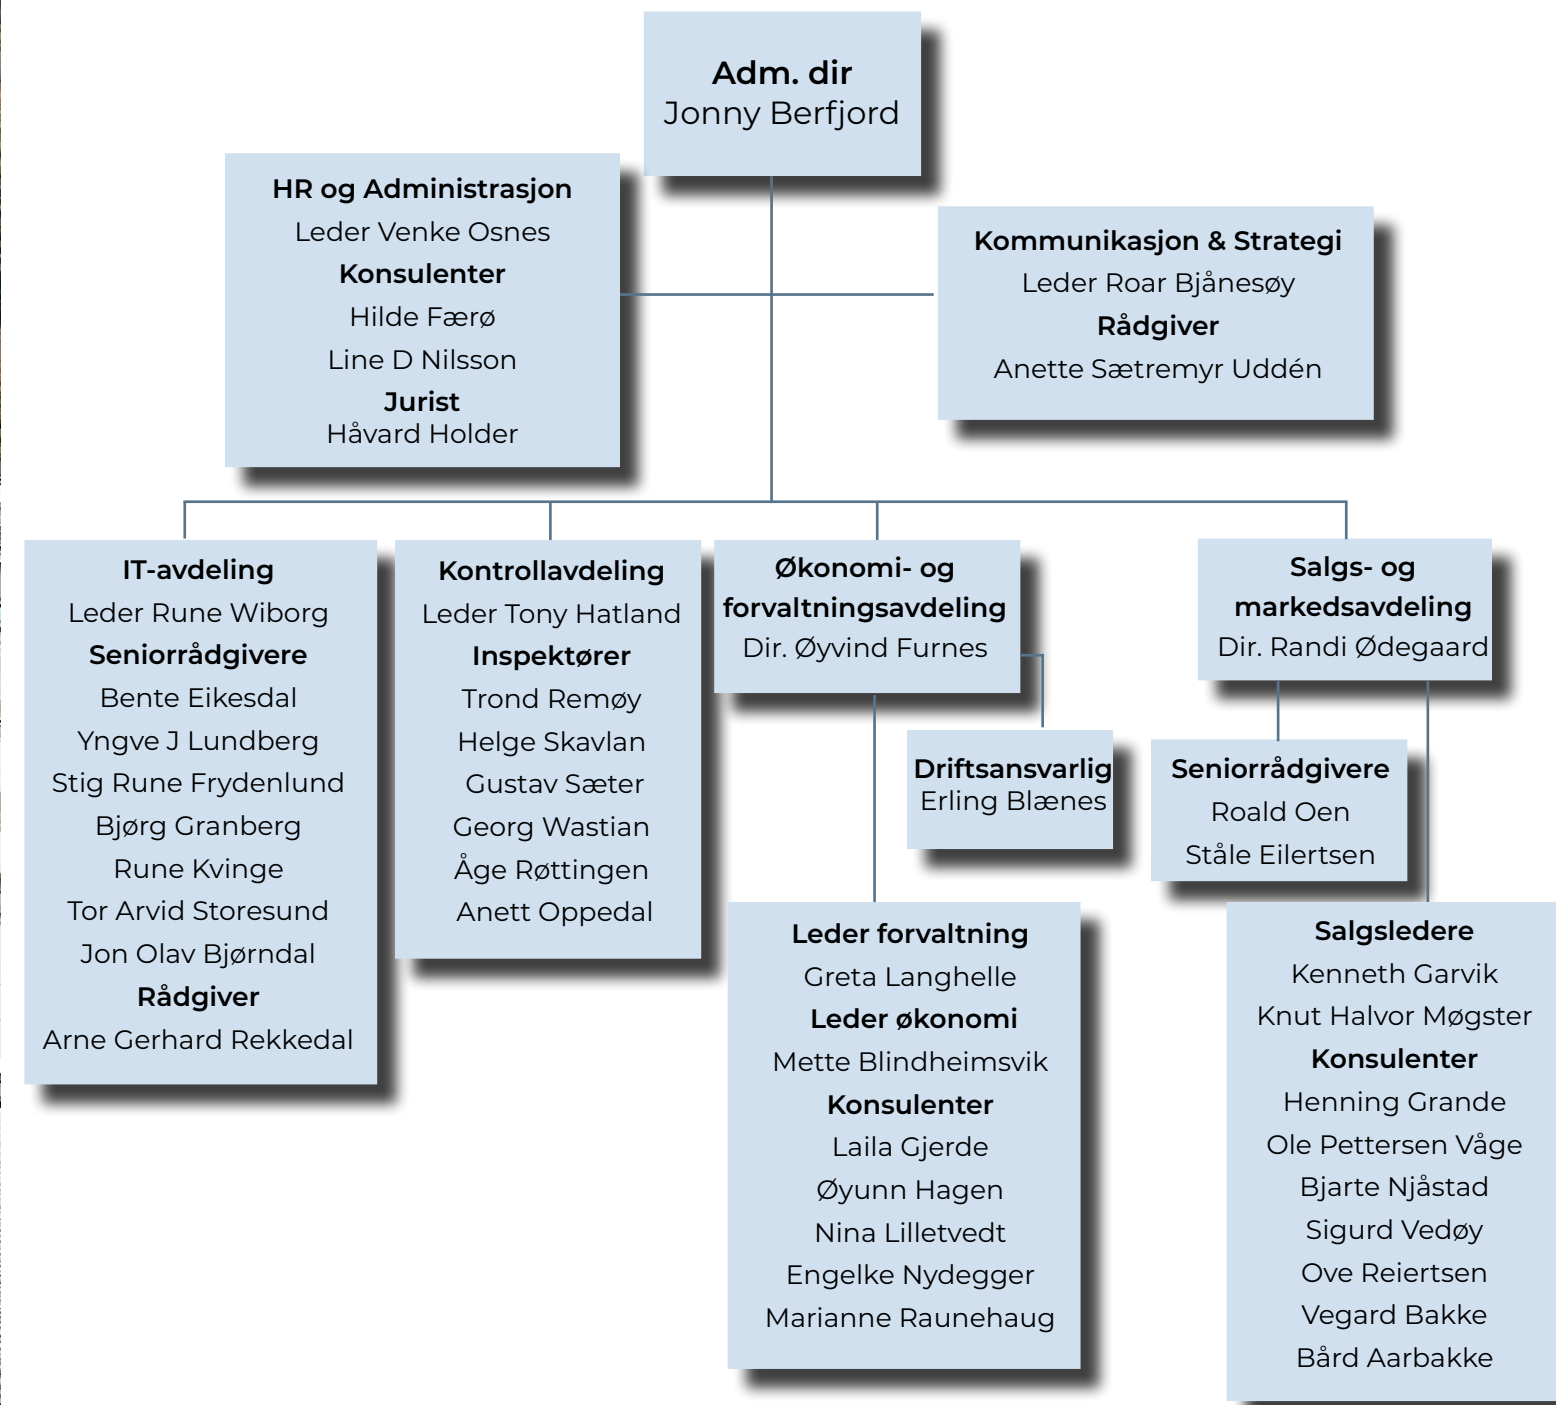 Adm. dir
Jonny Berfjord
HR og Administrasjon
Leder Venke Osnes
Konsulenter
Hilde Færø
Line D Nilsson
Jurist
Håvard Holder
Kommunikasjon & Strategi
Leder Roar Bjånesøy
Rådgiver
Anette Sætremyr Uddén
IT-avdeling
Leder Rune Wiborg
Seniorrådgivere
Bente Eikesdal
Yngve J Lundberg
Stig Rune Frydenlund
Bjørg Granberg
Rune Kvinge
Tor Arvid Storesund
Jon Olav Bjørndal
Rådgiver
Arne Gerhard Rekkedal
Kontrollavdeling
Leder Tony Hatland
Inspektører
Trond Remøy
Helge Skavlan
Gustav Sæter
Georg Wastian
Åge Røttingen
Anett Oppedal
Økonomi- og
forvaltningsavdeling
Dir. Øyvind Furnes
Driftsansvarlig
Erling Blænes
Leder forvaltning
Greta Langhelle
Leder økonomi
Mette Blindheimsvik
Konsulenter
Laila Gjerde
Øyunn Hagen
Nina Lilletvedt
Engelke Nydegger
Marianne Raunehaug
Salgs- og
markedsavdeling
Dir. Randi Ødegaard
Seniorrådgivere
Roald Oen
Ståle Eilertsen
Salgsledere
Kenneth Garvik
Knut Halvor Møgster
Konsulenter
Henning Grande
Ole Pettersen Våge
Bjarte Njåstad
Sigurd Vedøy
Ove Reiertsen
Vegard Bakke
Bård Aarbakke